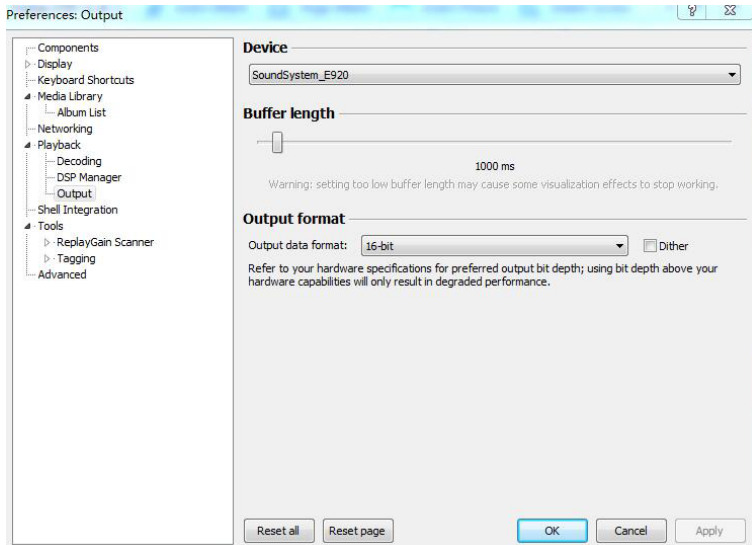 Preferences: Output
Components
Display
Keyboard Shortcuts
Media Library
Album List
Networking
Playback
Decoding
DSP Manager
Output
Shell Integration
Tools
ReplayGain Scanner
Tagging
Advanced
Device
SoundSystem_E920
Buffer length
1000 ms
Warning: setting too low buffer length may cause some visualization effects to stop working.
Output format
Output data format: 16-bit Dither
Refer to your hardware specifications for preferred output bit depth; using bit depth above your
hardware capabilities will only result in degraded performance.
Reset all Reset page OK Cancel Apply